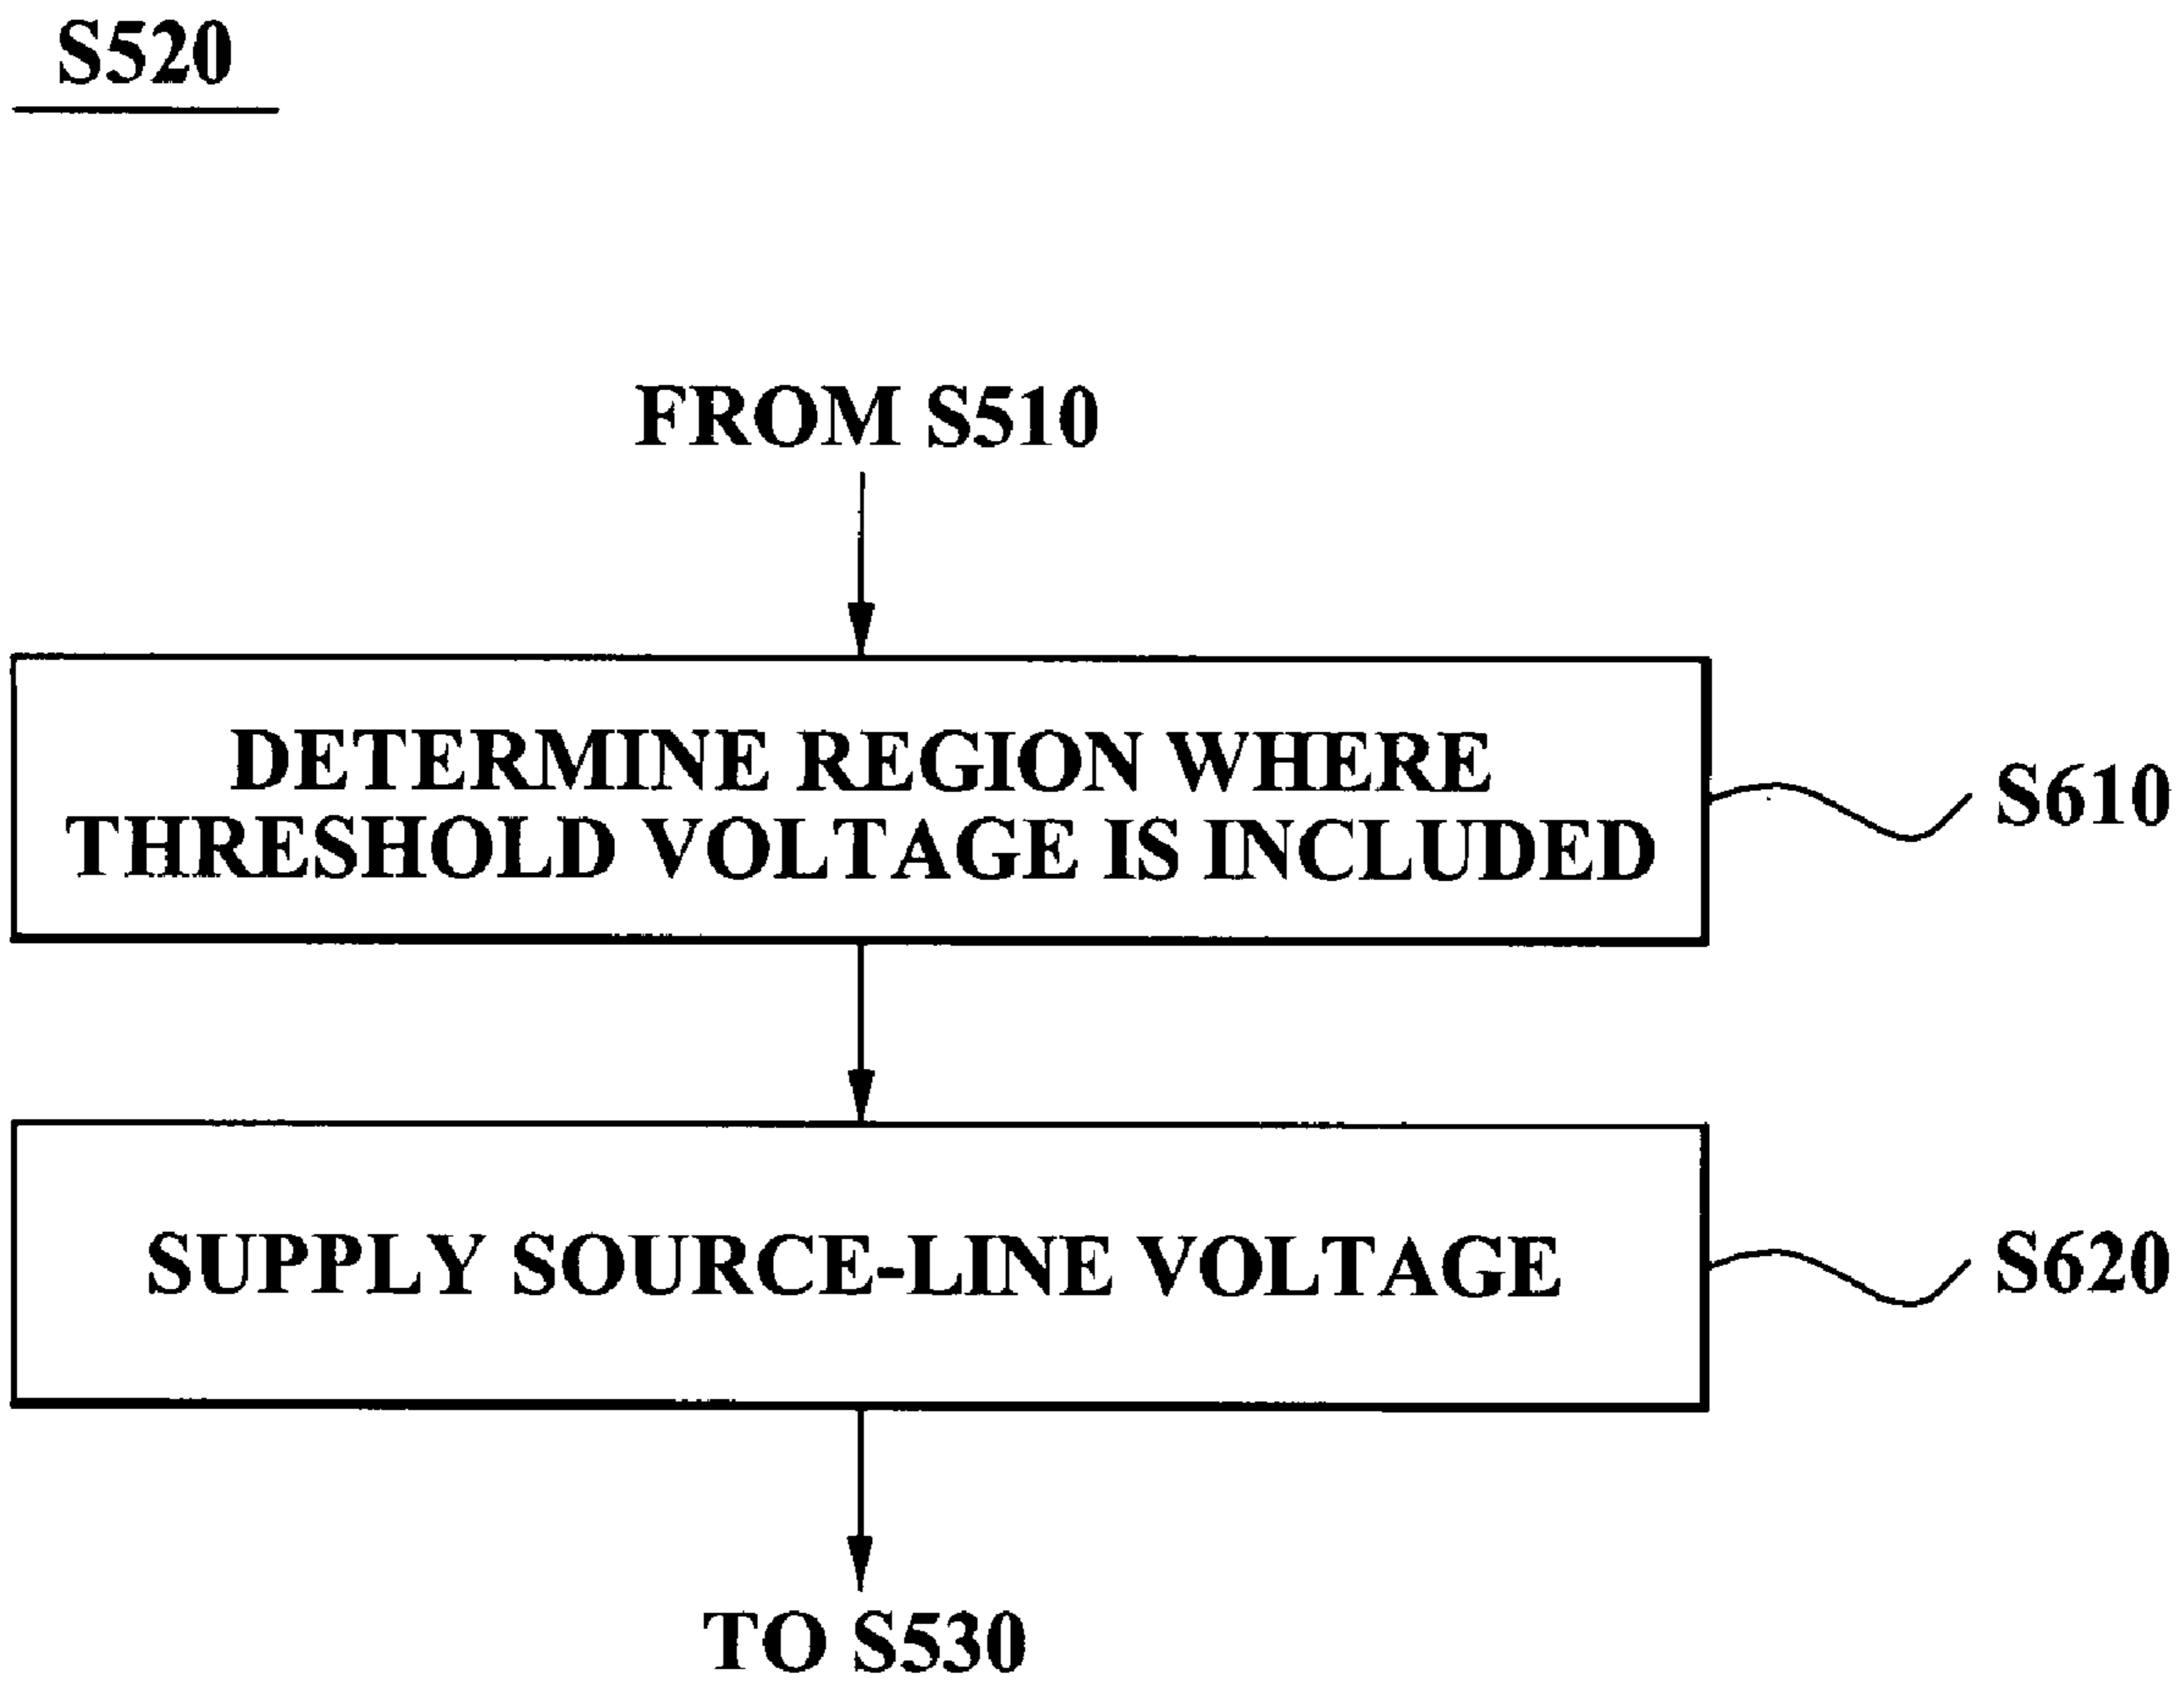 S520
FROM S510
DETERMINE REGION WHERE
THRESHOLD VOLTAGE IS INCLUDED
S610
SUPPLY SOURCE-LINE VOLTAGE
S620
TO S530